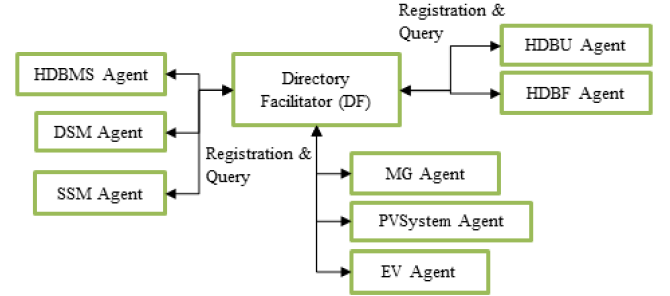 Registration &
Query
HDBU Agent
HDBF Agent
HDBMS Agent
DSM Agent
SSM Agent
Directory
Facilitator (DF)
Registration &
Query
MG Agent
PVSystem Agent
EV Agent